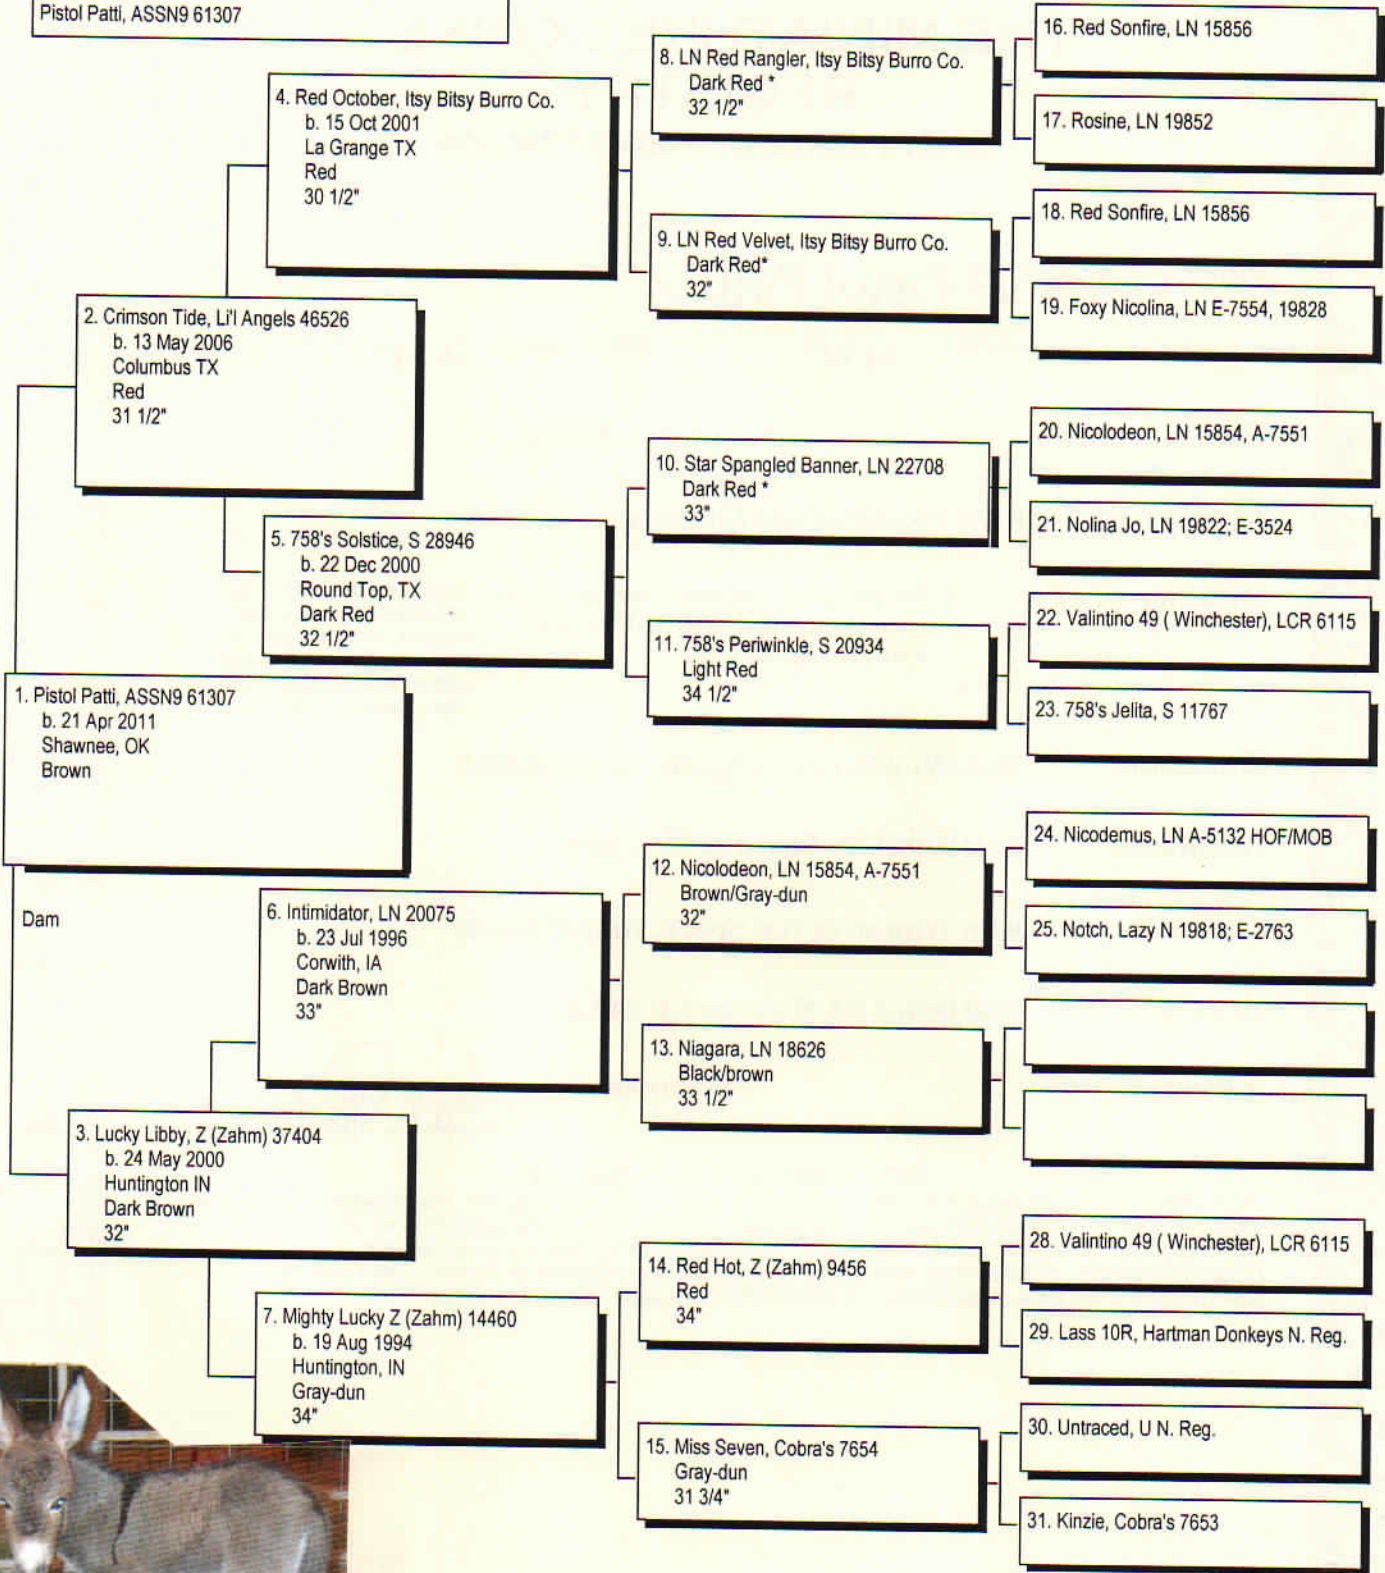 Pistol Patti, ASSN9 61307
16. Red Sonfire, LN 15856
8. LN Red Rangler, Itsy Bitsy Burro Co.
Dark Red *
32 1/2"
4. Red October, Itsy Bitsy Burro Co.
b. 15 Oct 2001
La Grange TX
Red
30 1/2"
17. Rosine, LN 19852
18. Red Sonfire, LN 15856
9. LN Red Velvet, Itsy Bitsy Burro Co.
Dark Red*
32"
19. Foxy Nicolina, LN E-7554, 19828
2. Crimson Tide, Li'l Angels 46526
b. 13 May 2006
Columbus TX
Red
31 1/2"
20. Nicolodeon, LN 15854, A-7551
10. Star Spangled Banner, LN 22708
Dark Red *
33"
21. Nolina Jo, LN 19822; E-3524
5. 758's Solstice, S 28946
b. 22 Dec 2000
Round Top, TX
Dark Red
32 1/2"
22. Valintino 49 ( Winchester), LCR 6115
11. 758's Periwinkle, S 20934
Light Red
34 1/2"
23. 758's Jelita, S 11767
1. Pistol Patti, ASSN9 61307
b. 21 Apr 2011
Shawnee, OK
Brown
24. Nicodemus, LN A-5132 HOF/MOB
12. Nicolodeon, LN 15854, A-7551
Brown/Gray-dun
32"
25. Notch, Lazy N 19818; E-2763
Dam
6. Intimidator, LN 20075
b. 23 Jul 1996
Corwith, IA
Dark Brown
33"
13. Niagara, LN 18626
Black/brown
33 1/2"
3. Lucky Libby, Z (Zahm) 37404
b. 24 May 2000
Huntington IN
Dark Brown
32"
28. Valintino 49 ( Winchester), LCR 6115
14. Red Hot, Z (Zahm) 9456
Red
34"
29. Lass 10R, Hartman Donkeys N. Reg.
7. Mighty Lucky Z (Zahm) 14460
b. 19 Aug 1994
Huntington, IN
Gray-dun
34"
30. Untraced, U N. Reg.
15. Miss Seven, Cobra's 7654
Gray-dun
31 3/4"
31. Kinzie, Cobra's 7653